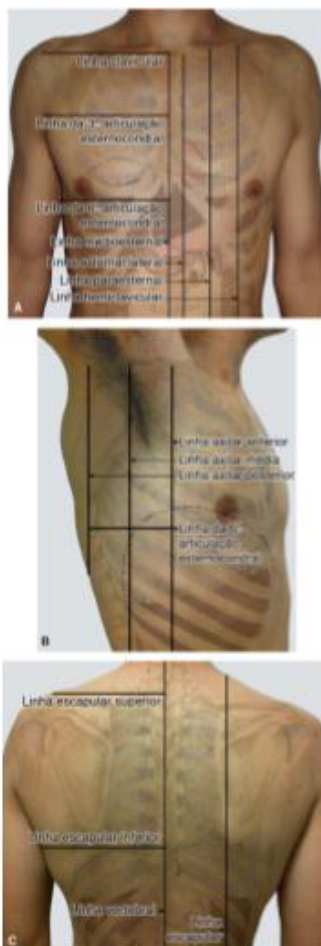 Linha clavicular
Linha da 3ª articulação
esternocondral
Linha da 6ª articulação
esternocondral
Linha medioesternal
Linha esternal lateral
Linha paraesternal
Linha hemiclavicular
A
Linha axilar anterior
Linha axilar média
Linha axilar posterior
Linha da 6ª
articulação
esternocondral
B
Linha escapular superior
Linha escapular inferior
Linha vertebral
Linha
escapular
C